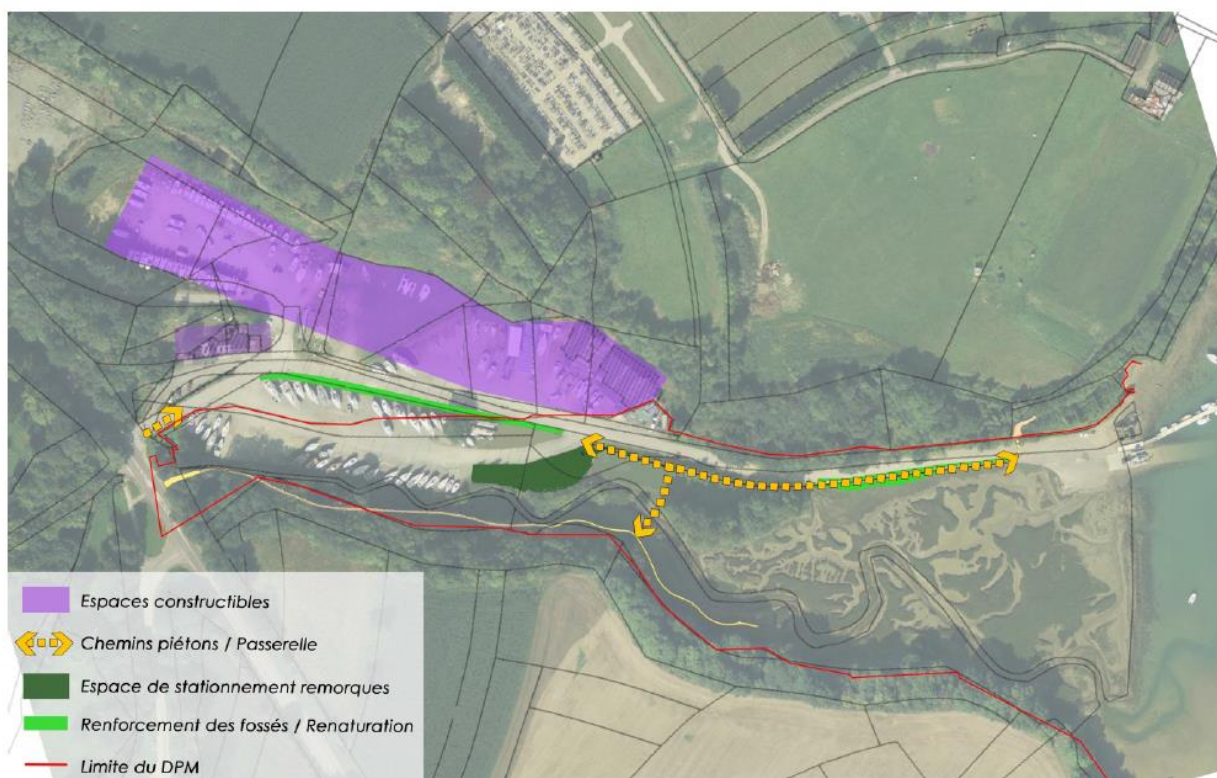 Espaces constructibles
Chemins piétons / Passerelle
Espace de stationnement remorques
Renforcement des fossés / Renaturation
Limite du DPM